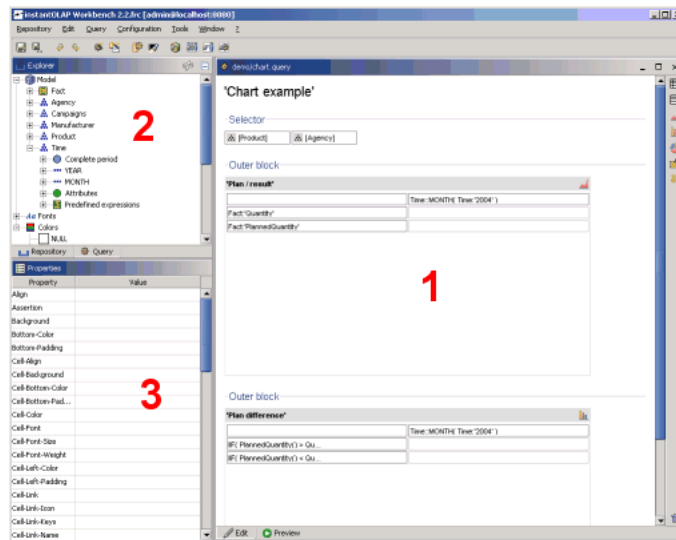 instantOLAP Workbench 2.2.frc [admin@localhost:8080]
Repository Edit Query Configuration Tools Window ?
Explorer
Model
Fact
Agency
Campaigns
Manufacturer
Product
Time
Complete period
YEAR
MONTH
Attributes
Predefined expressions
Fonts
Colors
NULL
Repository Query
2
Properties
Property Value
Align
Assertion
Background
Bottom-Color
Bottom-Padding
Cell-Align
Cell-Background
Cell-Bottom-Color
Cell-Bottom-Pad...
Cell-Color
Cell-Font
Cell-Font-Size
Cell-Font-Weight
Cell-Left-Color
Cell-Left-Padding
Cell-Link
Cell-Link-Icon
Cell-Link-Keys
Cell-Link-Name
3
demo/chart.query
'Chart example'
Selector
[Product] [Agency]
Outer block
'Plan / result'
Time::MONTH( Time:'2004' )
Fact:'Quantity'
Fact:'PlannedQuantity'
1
Outer block
'Plan difference'
Time::MONTH( Time:'2004' )
IIF( PlannedQuantity() > Qu...
IIF( PlannedQuantity() < Qu...
Edit Preview